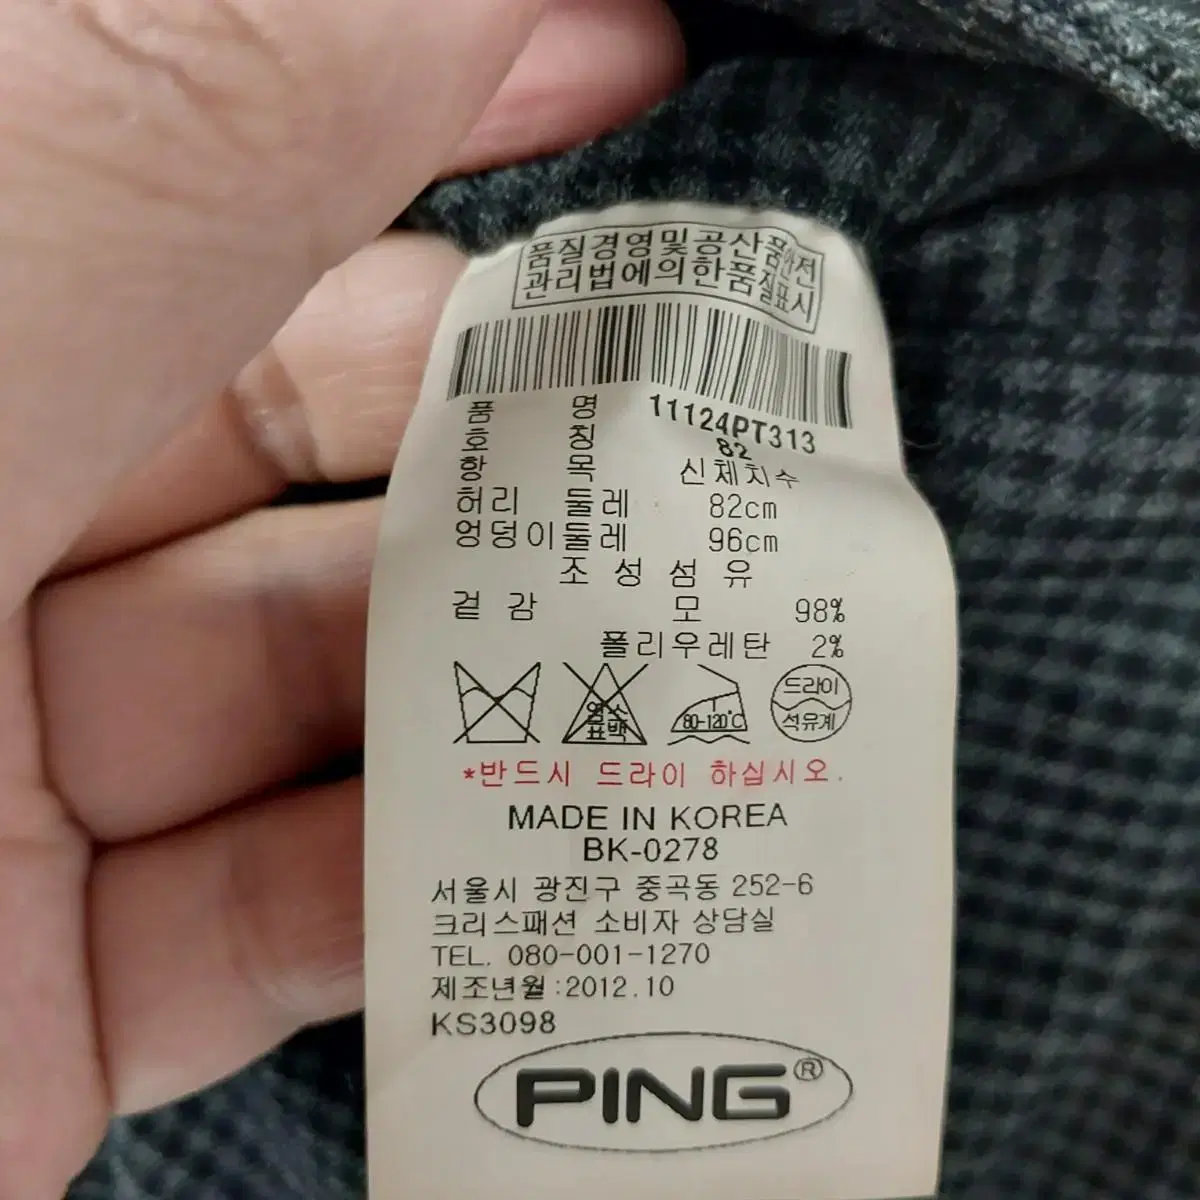 품질경영및공산품안전
관리법에의한품질표시
품 명 11124PT313
호 칭 82
항 목 신체치수
허리 둘레 82cm
엉덩이둘레 96cm
조성섬유
겉감 모 98%
폴리우레탄 2%
염소
표백
80-120℃
드라이
석유계
*반드시 드라이 하십시오.
MADE IN KOREA
BK-0278
서울시 광진구 중곡동 252-6
크리스패션 소비자 상담실
TEL. 080-001-1270
제조년월:2012.10
KS3098
PING®